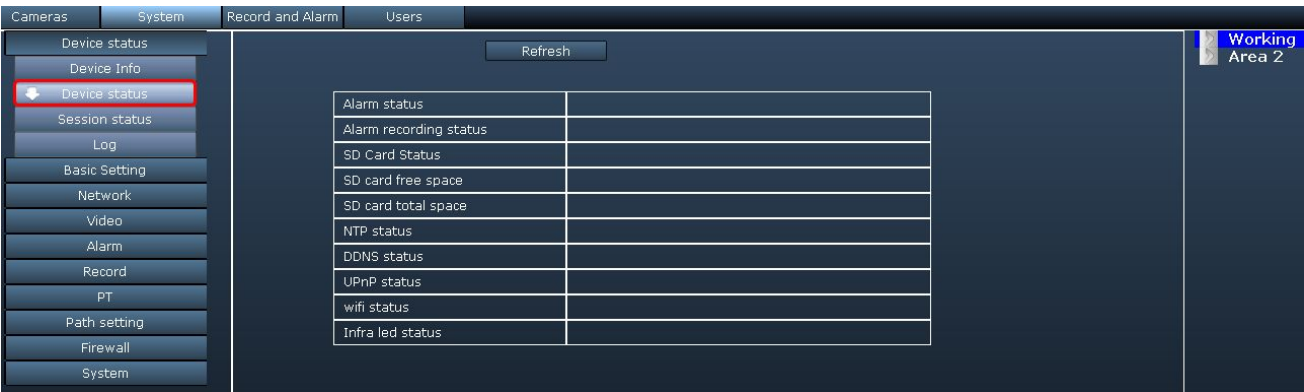 Cameras
System
Record and Alarm
Users
Device status
Device Info
Device status
Session status
Log
Basic Setting
Network
Video
Alarm
Record
PT
Path setting
Firewall
System
Refresh
Alarm status
Alarm recording status
SD Card Status
SD card free space
SD card total space
NTP status
DDNS status
UPnP status
wifi status
Infra led status
Working
Area 2